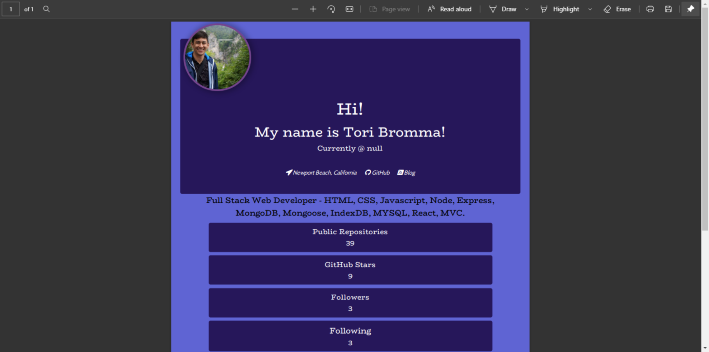 1 of 1 Page view Read aloud Draw Highlight Erase
Hi!
My name is Tori Bromma!
Currently @ null
Newport Beach, California GitHub Blog
Full Stack Web Developer - HTML, CSS, Javascript, Node, Express,
MongoDB, Mongoose, IndexDB, MYSQL, React, MVC.
Public Repositories
39
GitHub Stars
9
Followers
3
Following
3